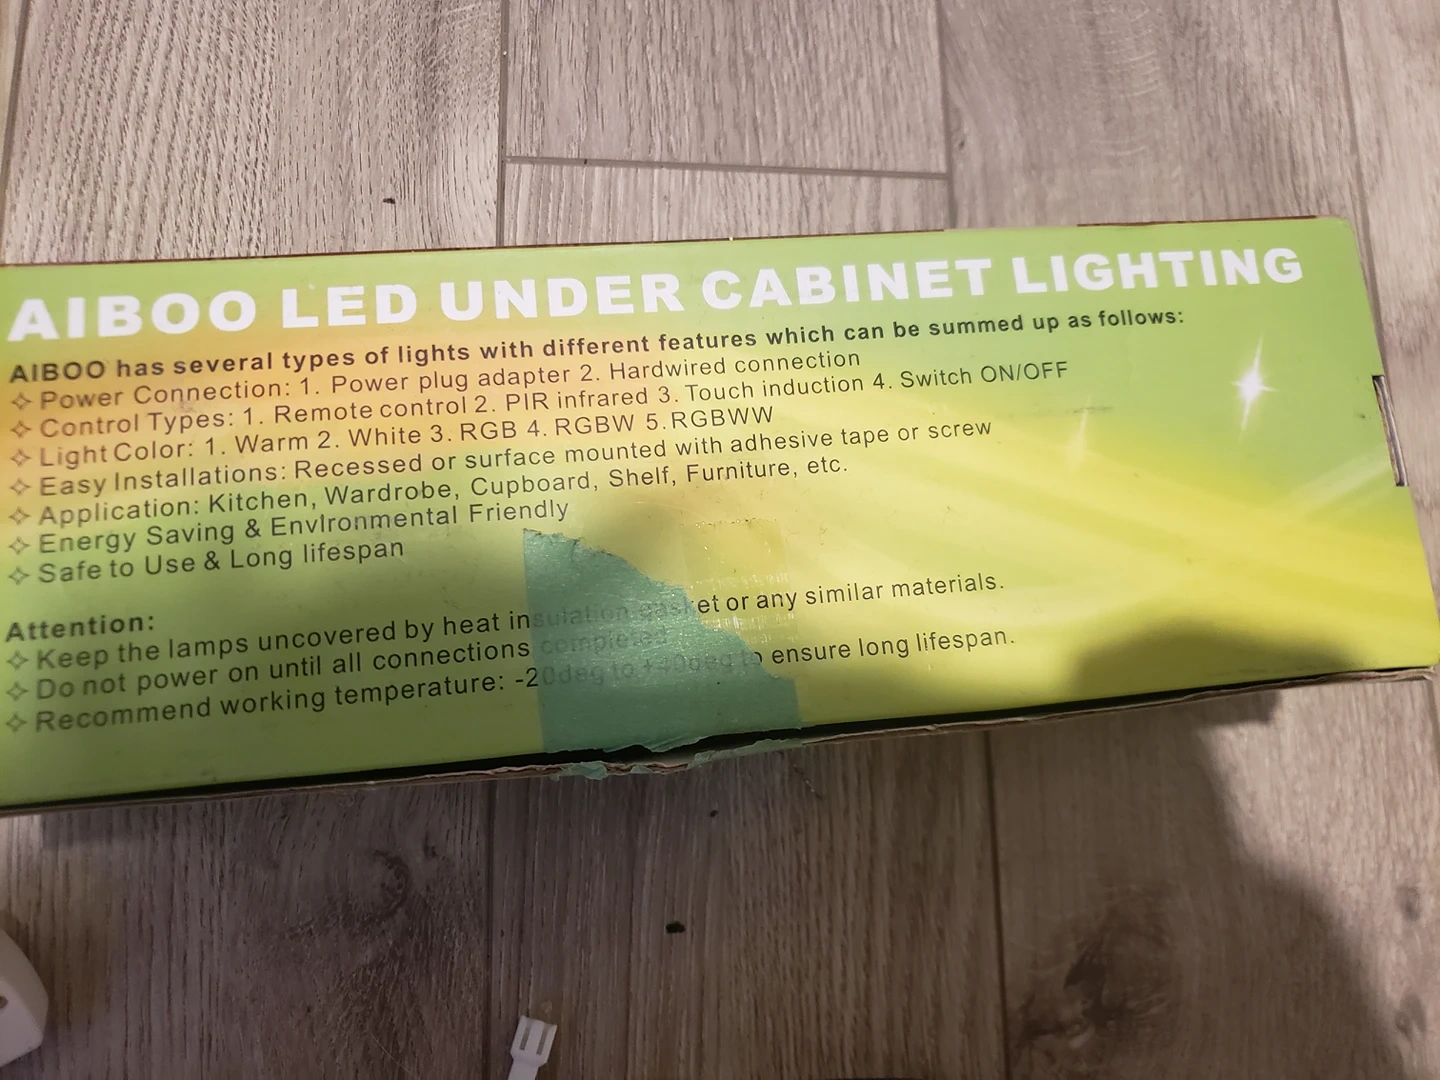 AIBOO LED UNDER CABINET LIGHTING
AIBOO has several types of lights with different features which can be summed up as follows:
✧ Power Connection: 1. Power plug adapter 2. Hardwired connection
✧ Control Types: 1. Remote control 2. PIR infrared 3. Touch induction 4. Switch ON/OFF
✧ Light Color: 1. Warm 2. White 3. RGB 4. RGBW 5. RGBWW
✧ Easy Installations: Recessed or surface mounted with adhesive tape or screw
✧ Application: Kitchen, Wardrobe, Cupboard, Shelf, Furniture, etc.
✧ Energy Saving & EnvIronmental Friendly
✧ Safe to Use & Long lifespan
Attention:
✧ Keep the lamps uncovered by heat insulation gasket or any similar materials.
✧ Do not power on until all connections completed
✧ Recommend working temperature: -20deg to +40deg to ensure long lifespan.